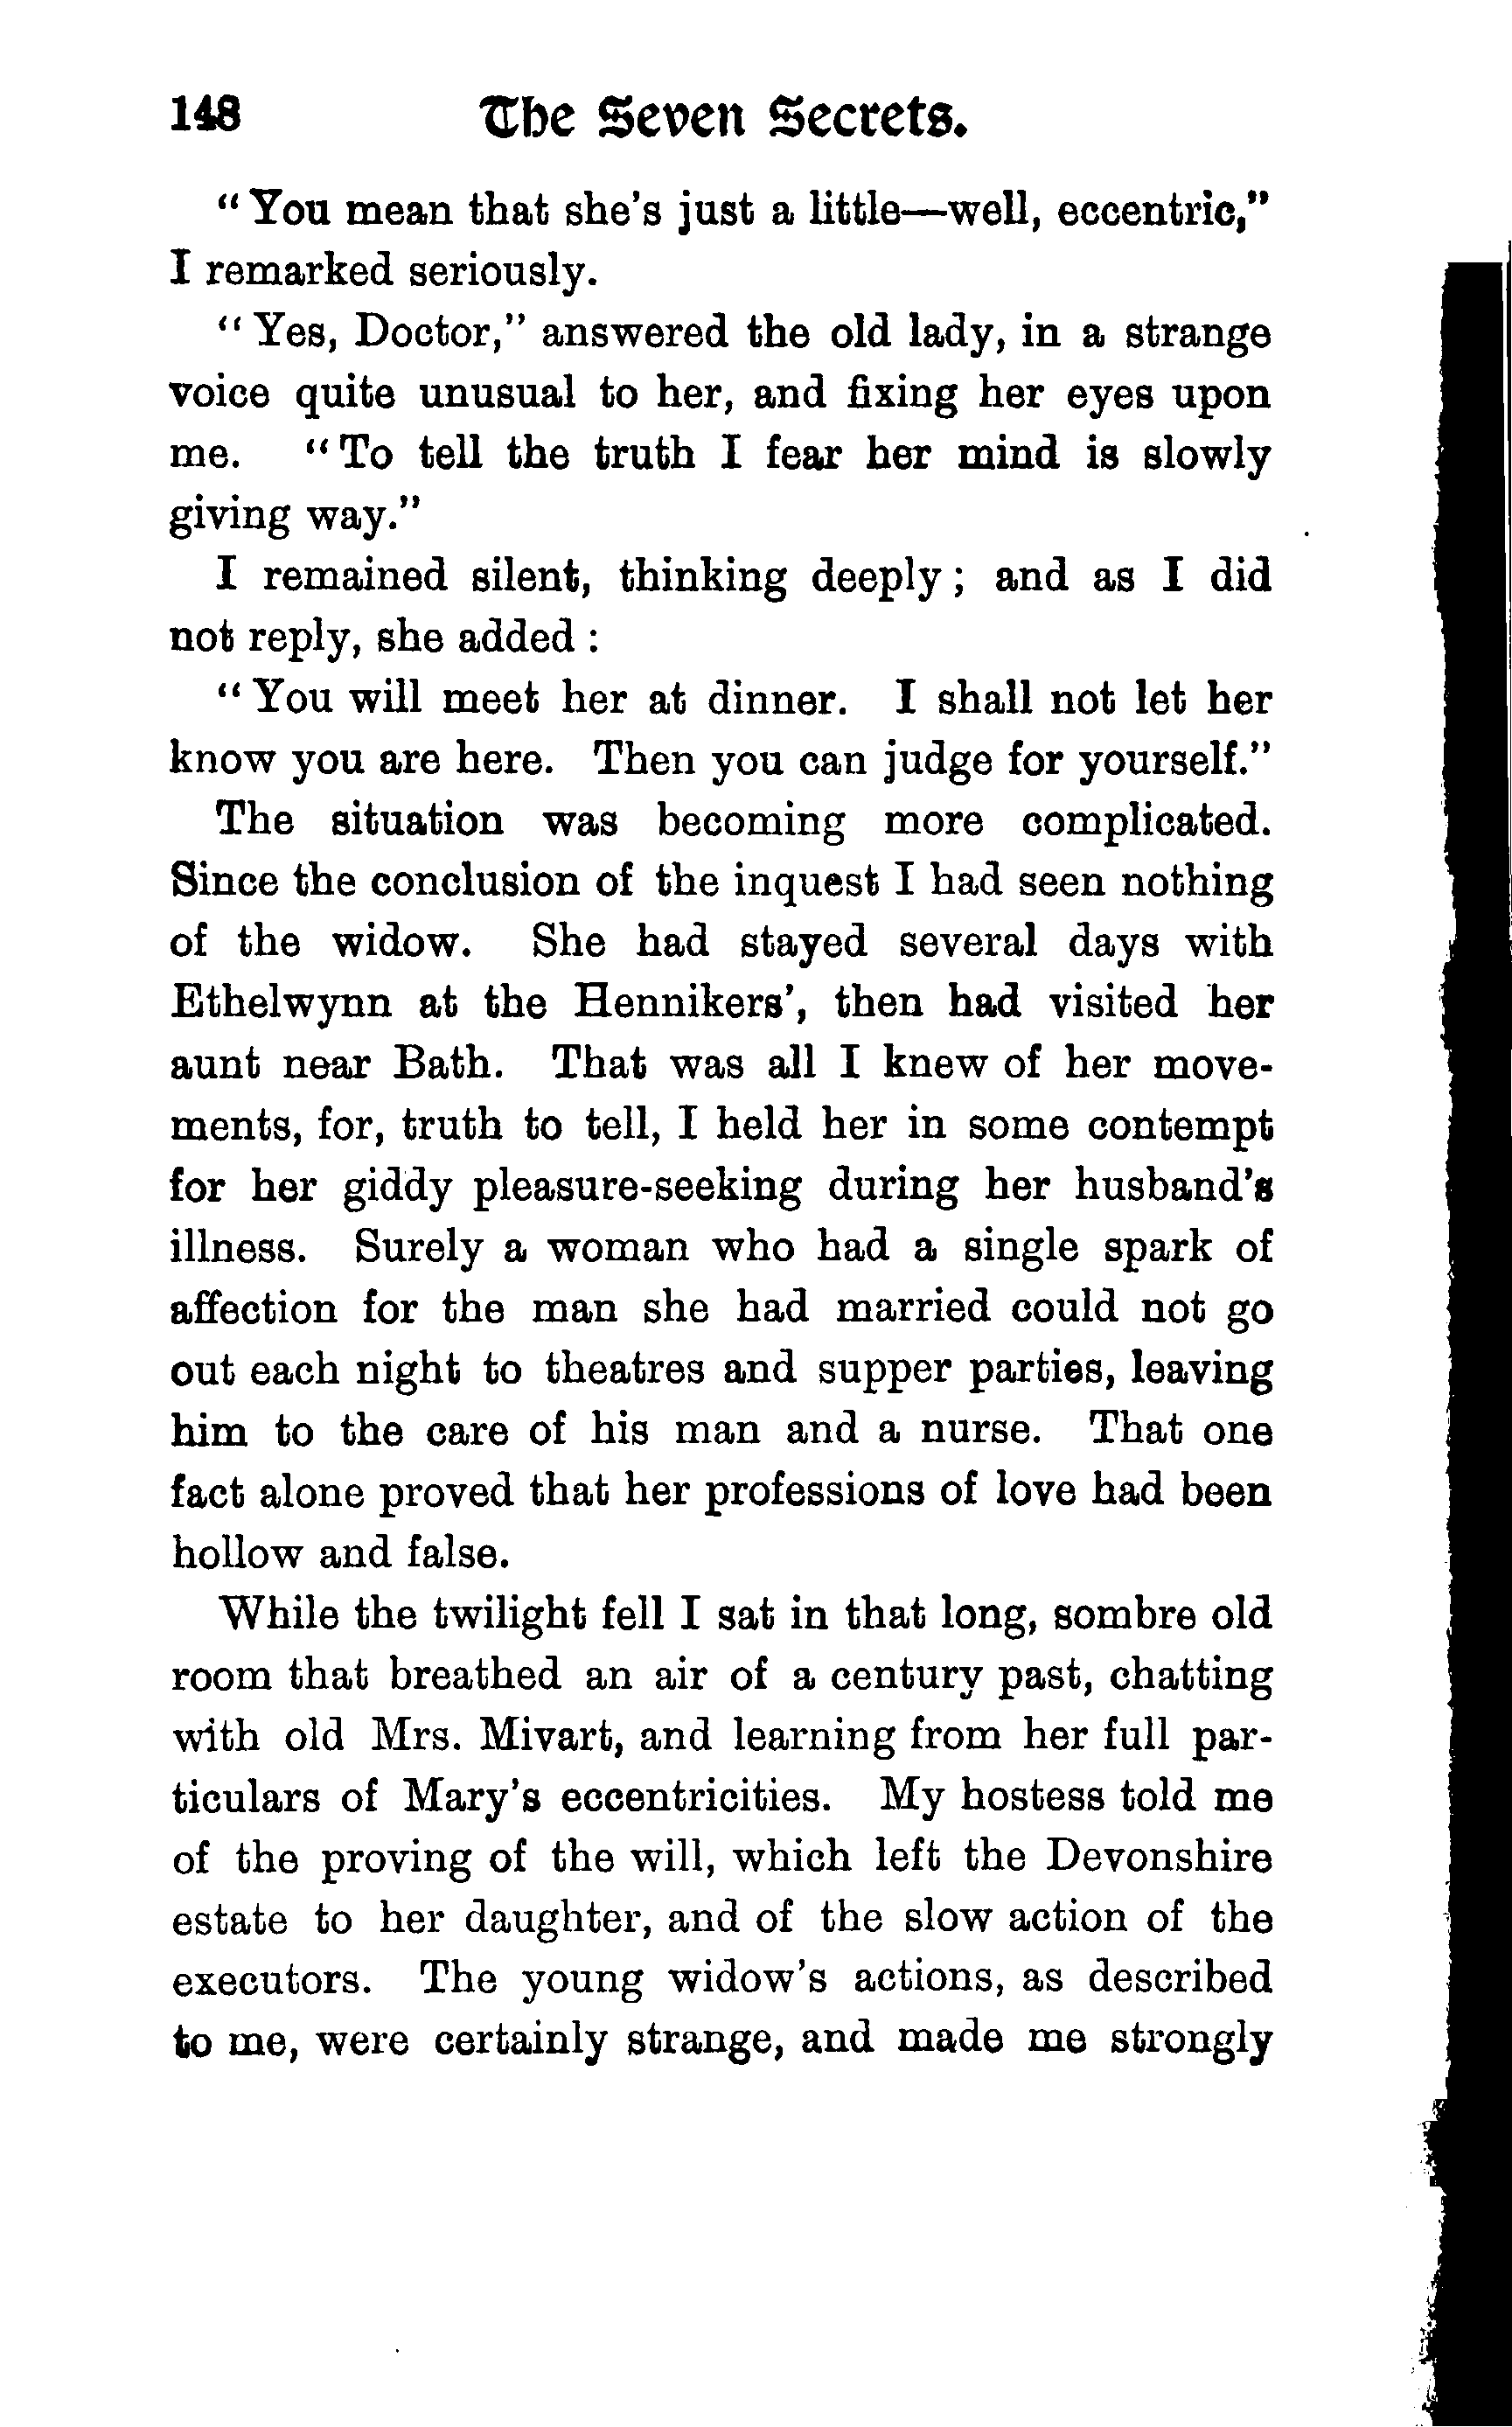 148 The Seven Secrets.
" You mean that she's just a little—well, eccentric,"
I remarked seriously.
" Yes, Doctor," answered the old lady, in a strange
voice quite unusual to her, and fixing her eyes upon
me. " To tell the truth I fear her mind is slowly
giving way."
I remained silent, thinking deeply ; and as I did
not reply, she added :
" You will meet her at dinner. I shall not let her
know you are here. Then you can judge for yourself."
The situation was becoming more complicated.
Since the conclusion of the inquest I had seen nothing
of the widow. She had stayed several days with
Ethelwynn at the Hennikers', then had visited her
aunt near Bath. That was all I knew of her move-
ments, for, truth to tell, I held her in some contempt
for her giddy pleasure-seeking during her husband's
illness. Surely a woman who had a single spark of
affection for the man she had married could not go
out each night to theatres and supper parties, leaving
him to the care of his man and a nurse. That one
fact alone proved that her professions of love had been
hollow and false.
While the twilight fell I sat in that long, sombre old
room that breathed an air of a century past, chatting
with old Mrs. Mivart, and learning from her full par-
ticulars of Mary's eccentricities. My hostess told me
of the proving of the will, which left the Devonshire
estate to her daughter, and of the slow action of the
executors. The young widow's actions, as described
to me, were certainly strange, and made me strongly